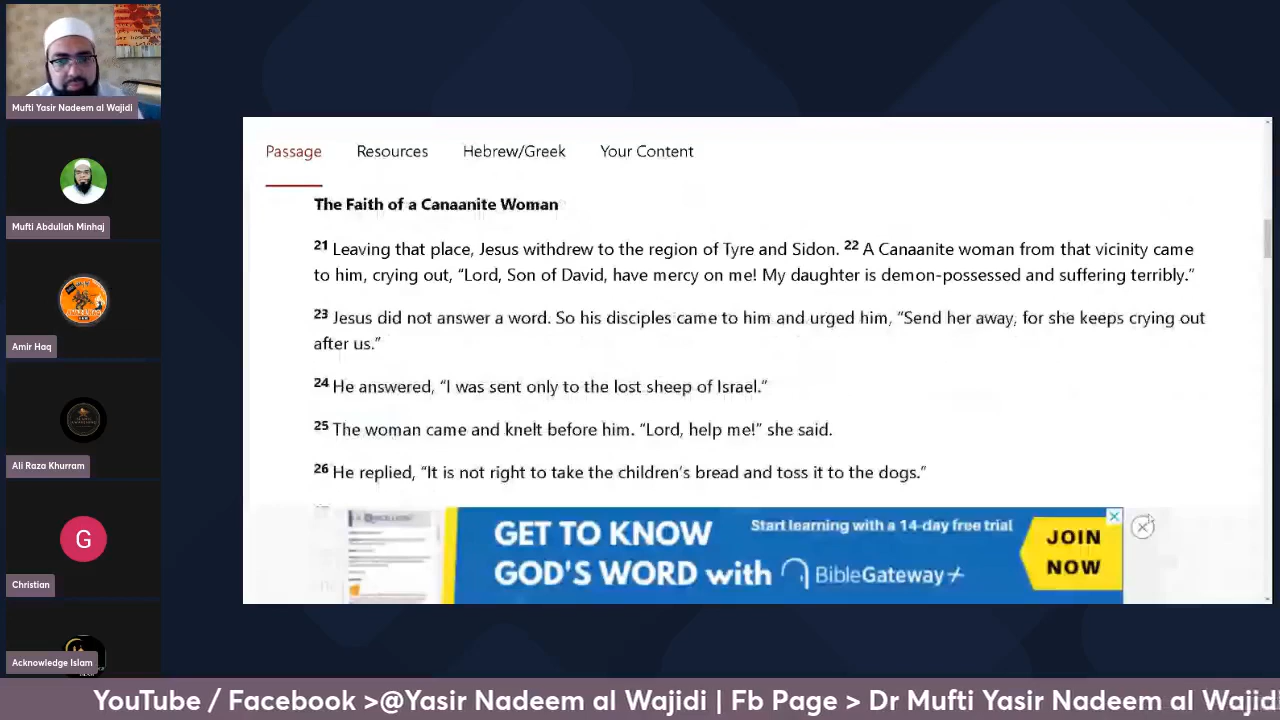 Mufti Yasir Nadeem al Wajidi
Mufti Abdullah Minhaj
Amir Haq
Ali Raza Khurram
G
Christian
Acknowledge Islam
Passage Resources Hebrew/Greek Your Content
The Faith of a Canaanite Woman
21 Leaving that place, Jesus withdrew to the region of Tyre and Sidon. 22 A Canaanite woman from that vicinity came
to him, crying out, “Lord, Son of David, have mercy on me! My daughter is demon-possessed and suffering terribly.”
23 Jesus did not answer a word. So his disciples came to him and urged him, “Send her away, for she keeps crying out
after us.”
24 He answered, “I was sent only to the lost sheep of Israel.”
25 The woman came and knelt before him. “Lord, help me!” she said.
26 He replied, “It is not right to take the children’s bread and toss it to the dogs.”
GET TO KNOW
GOD'S WORD with
Start learning with a 14-day free trial
BibleGateway+
JOIN
NOW
YouTube / Facebook >@Yasir Nadeem al Wajidi | Fb Page > Dr Mufti Yasir Nadeem al Wajidi